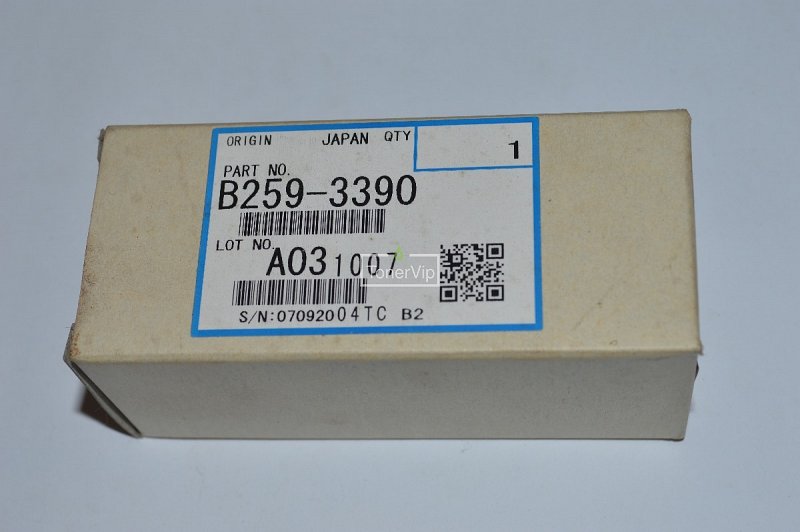 ORIGIN JAPAN QTY 1
PART NO.
B259-3390
LOT NO.
A031007
TonerVip
S/N:07092004TC B2